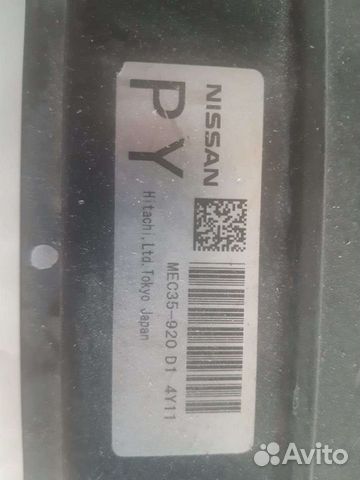 NISSAN
PY
MEC35-920 D1 4Y11
Hitachi.Ltd.Tokyo Japan
Avito